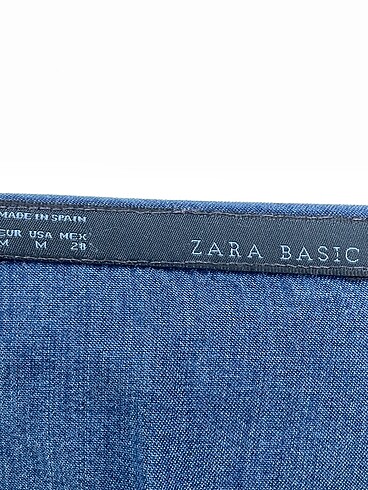 MADE IN SPAIN
EUR USA MEX
M M 28
ZARA BASIC